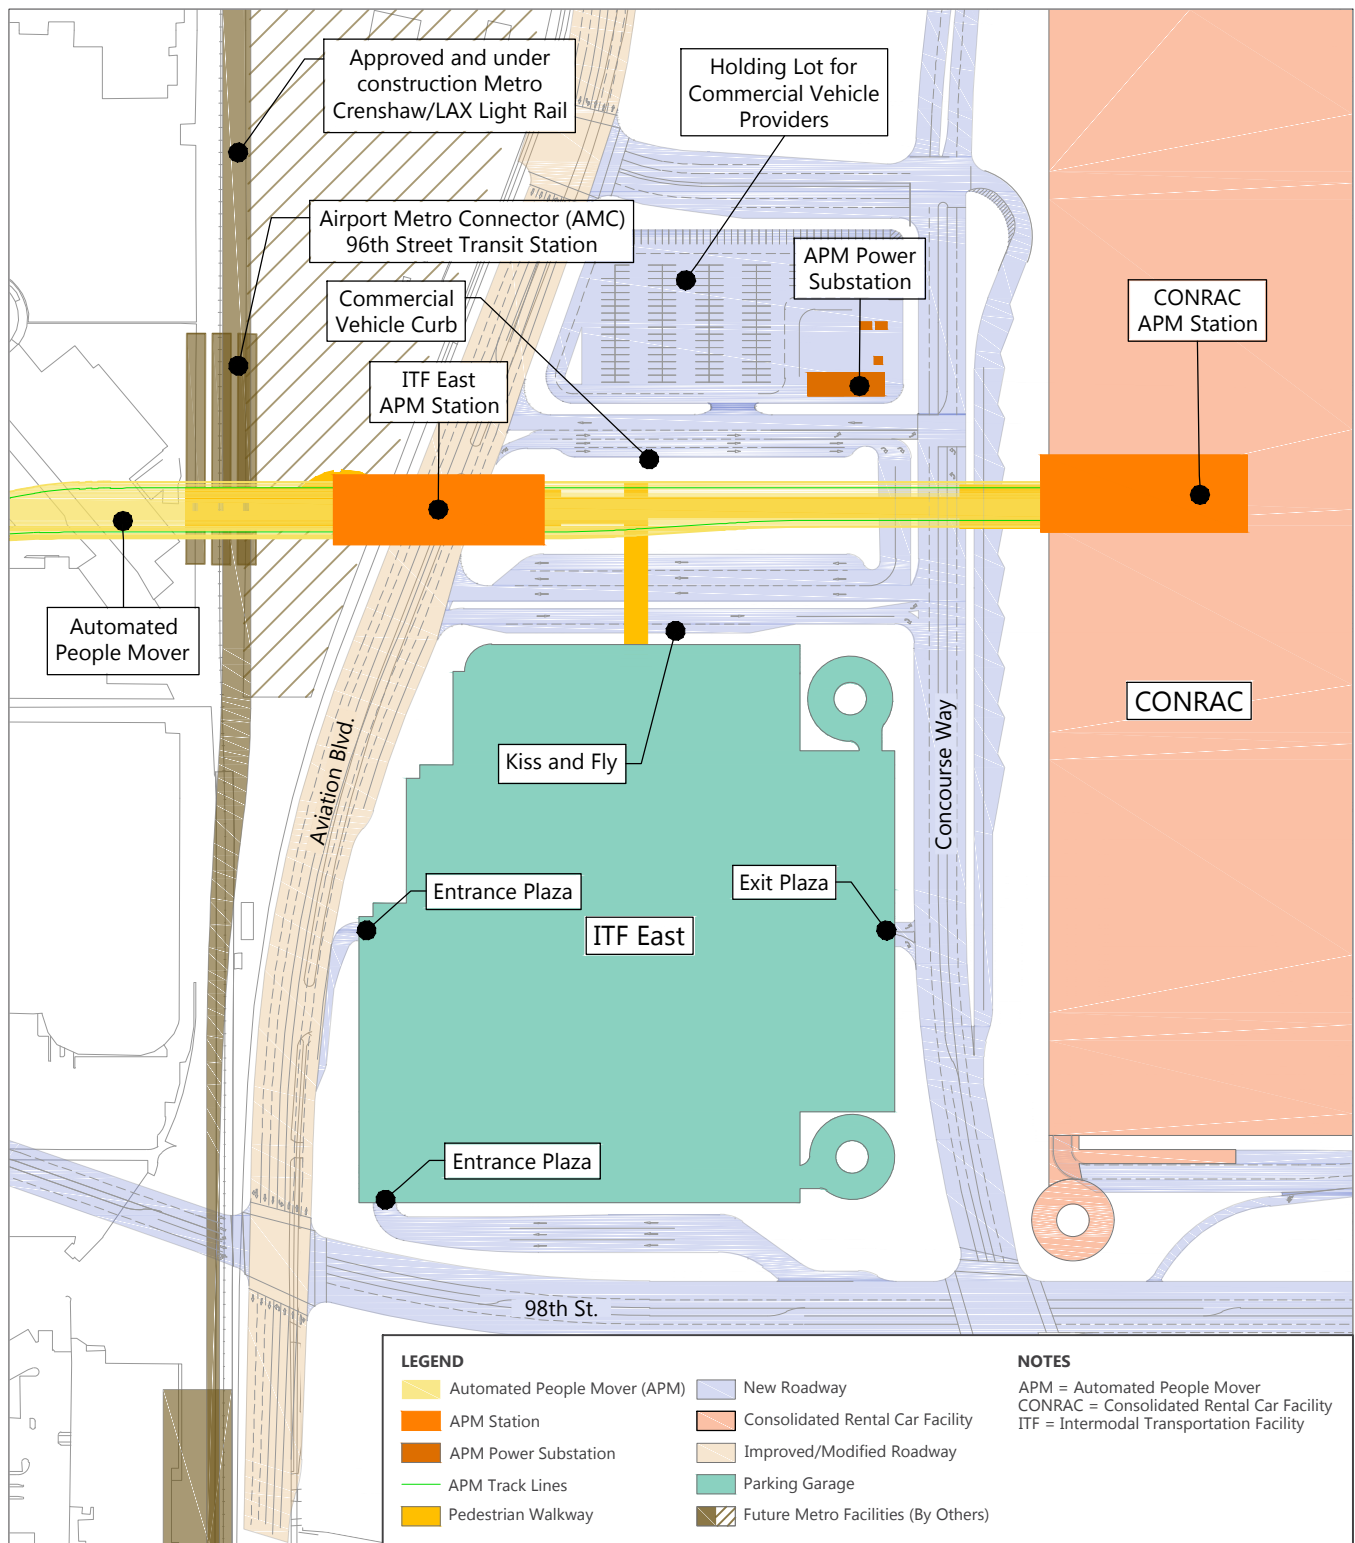 Approved and under
construction Metro
Crenshaw/LAX Light Rail
Holding Lot for
Commercial Vehicle
Providers
Airport Metro Connector (AMC)
96th Street Transit Station
APM Power
Substation
Commercial
Vehicle Curb
CONRAC
APM Station
ITF East
APM Station
Automated
People Mover
CONRAC
Kiss and Fly
Aviation Blvd.
Concourse Way
Entrance Plaza
Exit Plaza
ITF East
Entrance Plaza
98th St.
LEGEND
Automated People Mover (APM)
APM Station
APM Power Substation
APM Track Lines
Pedestrian Walkway
New Roadway
Consolidated Rental Car Facility
Improved/Modified Roadway
Parking Garage
Future Metro Facilities (By Others)
NOTES
APM = Automated People Mover
CONRAC = Consolidated Rental Car Facility
ITF = Intermodal Transportation Facility